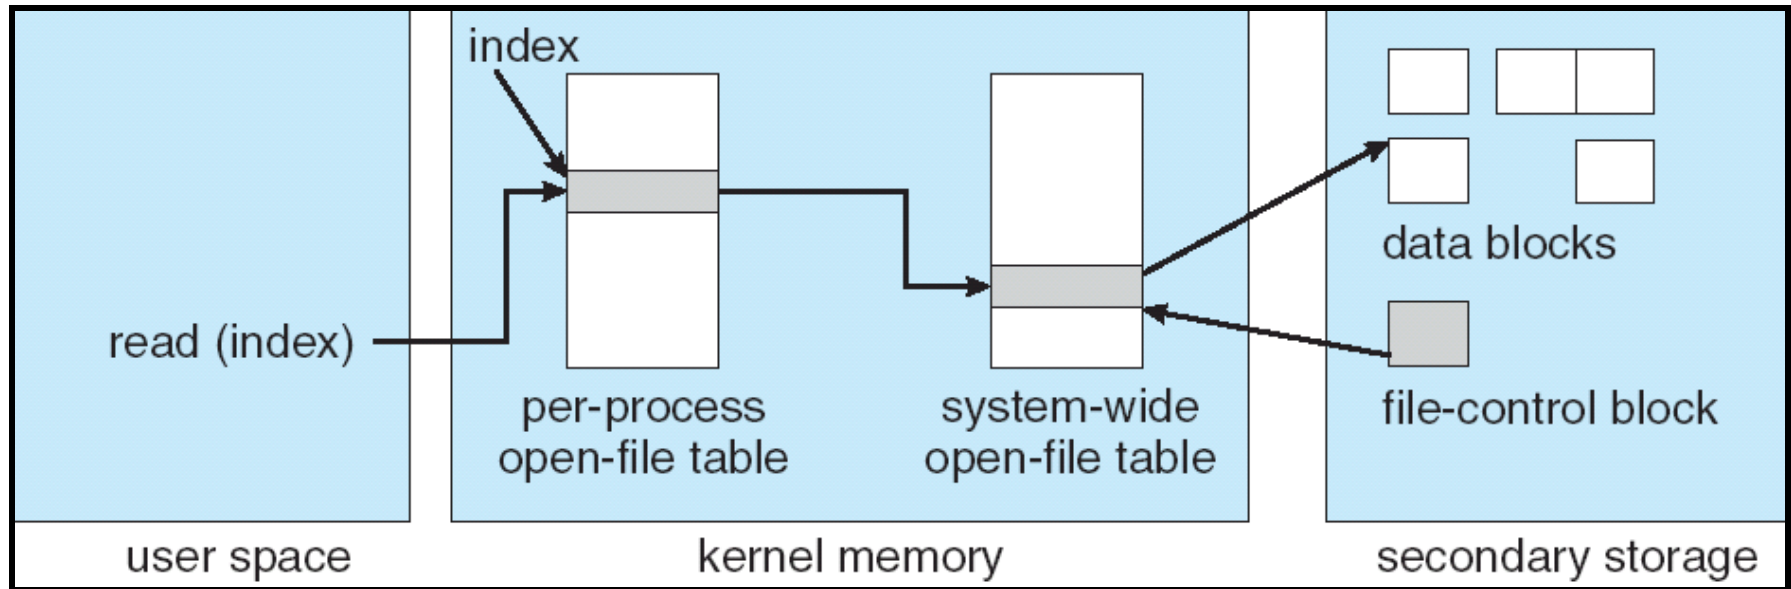 index
read (index)
per-process
open-file table
system-wide
open-file table
data blocks
file-control block
user space
kernel memory
secondary storage